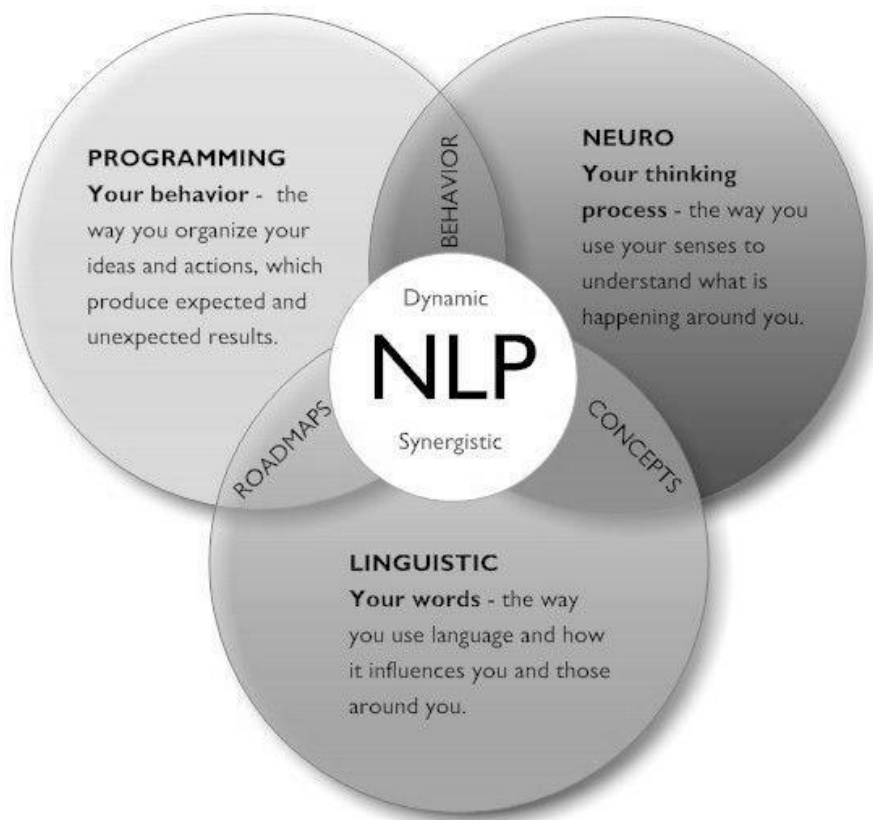 PROGRAMMING
Your behavior - the
way you organize your
ideas and actions, which
produce expected and
unexpected results.
BEHAVIOR
NEURO
Your thinking
process - the way you
use your senses to
understand what is
happening around you.
Dynamic
NLP
Synergistic
ROADMAPS
CONCEPTS
LINGUISTIC
Your words - the way
you use language and how
it influences you and those
around you.